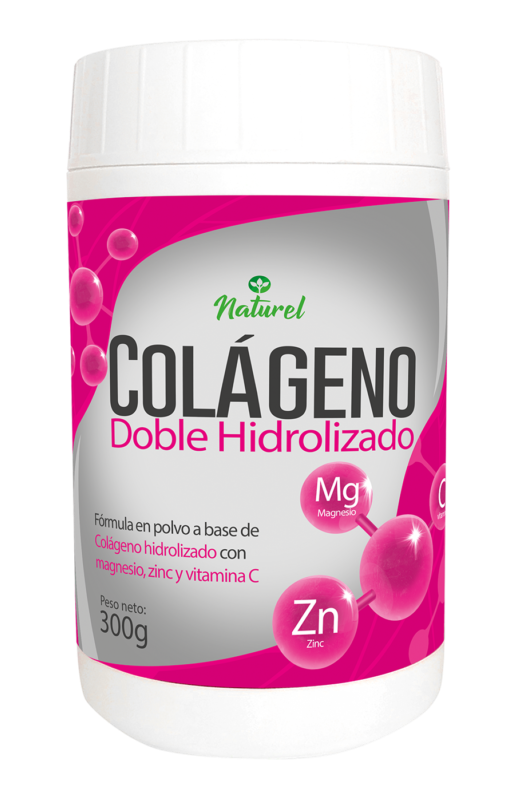 Naturel
COLÁGENO
Doble Hidrolizado
Mg
Magnesio
Fórmula en polvo a base de
Colágeno hidrolizado con
magnesio, zinc y vitamina C
Peso neto:
300g
Zn
Zinc